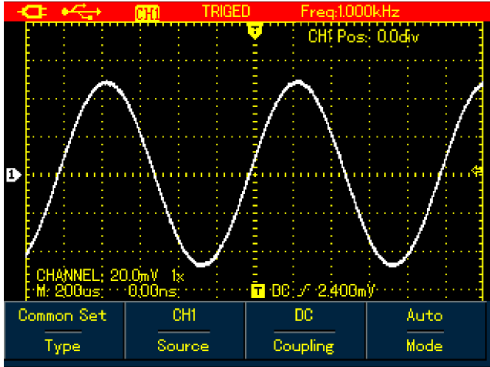 CH1 TRIGED Freq:1.000kHz
T
CH1 Pos: 0.0div
1
CHANNEL: 20.0mV 1x
M: 200us: 0.00ns: T DC 2.400mV
Common Set CH1 DC Auto
Type Source Coupling Mode